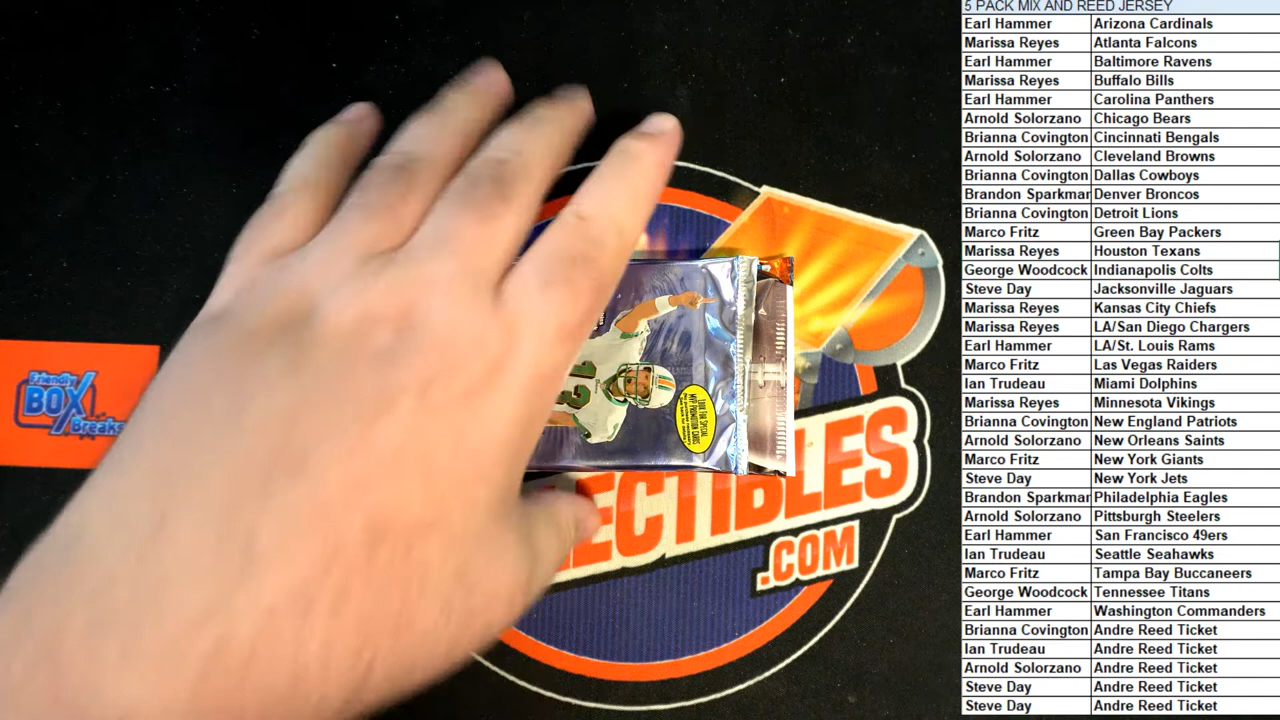 5 PACK MIX AND REED JERSEY
Earl Hammer Arizona Cardinals
Marissa Reyes Atlanta Falcons
Earl Hammer Baltimore Ravens
Marissa Reyes Buffalo Bills
Earl Hammer Carolina Panthers
Arnold Solorzano Chicago Bears
Brianna Covington Cincinnati Bengals
Arnold Solorzano Cleveland Browns
Brianna Covington Dallas Cowboys
Brandon Sparkmar Denver Broncos
Brianna Covington Detroit Lions
Marco Fritz Green Bay Packers
Marissa Reyes Houston Texans
George Woodcock Indianapolis Colts
Steve Day Jacksonville Jaguars
Marissa Reyes Kansas City Chiefs
Marissa Reyes LA/San Diego Chargers
Earl Hammer LA/St. Louis Rams
Marco Fritz Las Vegas Raiders
Ian Trudeau Miami Dolphins
Marissa Reyes Minnesota Vikings
Brianna Covington New England Patriots
Arnold Solorzano New Orleans Saints
Marco Fritz New York Giants
Steve Day New York Jets
Brandon Sparkmar Philadelphia Eagles
Arnold Solorzano Pittsburgh Steelers
Earl Hammer San Francisco 49ers
Ian Trudeau Seattle Seahawks
Marco Fritz Tampa Bay Buccaneers
George Woodcock Tennessee Titans
Earl Hammer Washington Commanders
Brianna Covington Andre Reed Ticket
Ian Trudeau Andre Reed Ticket
Arnold Solorzano Andre Reed Ticket
Steve Day Andre Reed Ticket
Steve Day Andre Reed Ticket
Friendly
BOX
Breaks
13
LOOK FOR SPECIAL
MVP PROMOTION CARDS
LECTIBLES
.COM